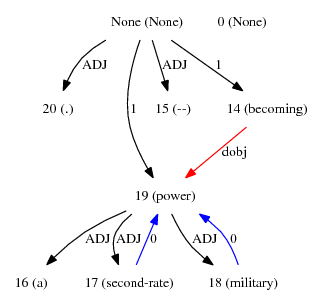 None (None) 0 (None)
ADJ ADJ 1
20 (.) 1 15 (--) 14 (becoming)
dobj
19 (power)
ADJ ADJ 0 ADJ 0
16 (a) 17 (second-rate) 18 (military)